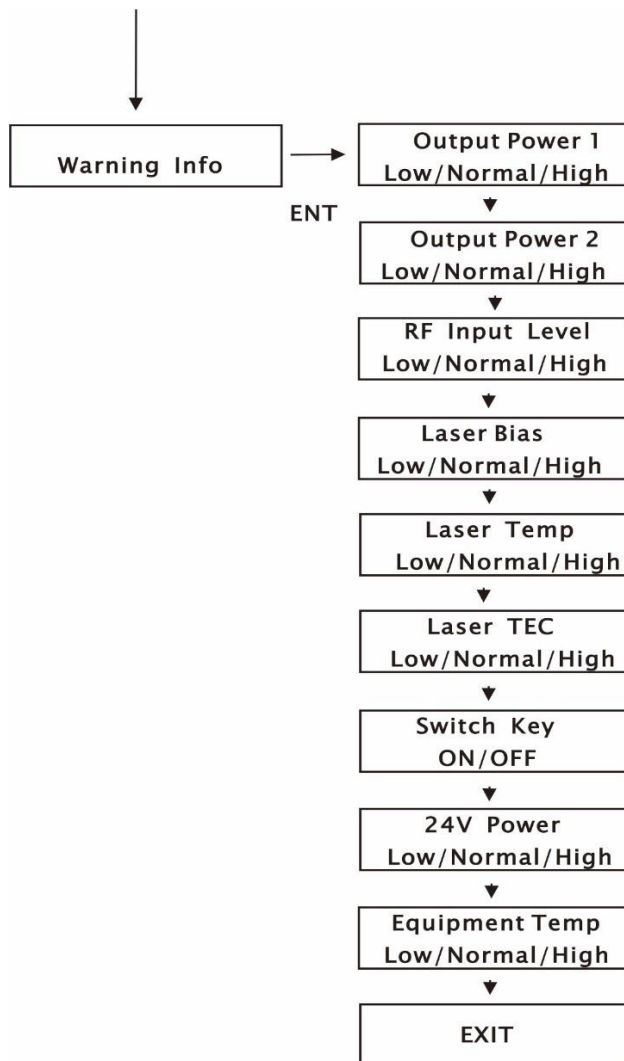 Warning Info
ENT
Output Power 1
Low/Normal/High
Output Power 2
Low/Normal/High
RF Input Level
Low/Normal/High
Laser Bias
Low/Normal/High
Laser Temp
Low/Normal/High
Laser TEC
Low/Normal/High
Switch Key
ON/OFF
24V Power
Low/Normal/High
Equipment Temp
Low/Normal/High
EXIT